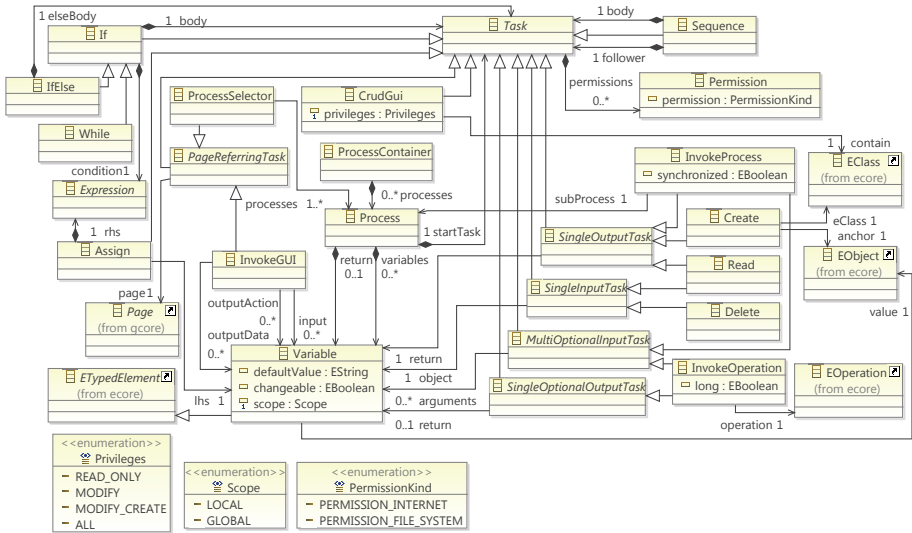 1 elseBody
1 body
Task
1 body
Sequence
If
1 follower
permissions
0..*
Permission
permission : PermissionKind
IfElse
ProcessSelector
CrudGui
privileges : Privileges
While
1
contain
EClass
(from ecore)
ProcessContainer
PageReferringTask
InvokeProcess
synchronized : EBoolean
condition1
Expression
0..* processes
subProcess 1
processes 1..*
Process
Create
eClass 1
1 rhs
1 startTask
SingleOutputTask
anchor 1
Assign
InvokeGUI
return
0..1
variables
0..*
Read
EObject
(from ecore)
SingleInputTask
page1
Page
(from gcore)
outputAction
0..*
input
0..*
Delete
value 1
outputData
0..*
Variable
defaultValue : EString
changeable : EBoolean
scope : Scope
1 return
MultiOptionalInputTask
1 object
InvokeOperation
long : EBoolean
EOperation
(from ecore)
ETypedElement
(from ecore)
SingleOptionalOutputTask
lhs 1
0..* arguments
0..1 return
operation 1
<<enumeration>>
Privileges
READ_ONLY
MODIFY
MODIFY_CREATE
ALL
<<enumeration>>
Scope
LOCAL
GLOBAL
<<enumeration>>
PermissionKind
PERMISSION_INTERNET
PERMISSION_FILE_SYSTEM